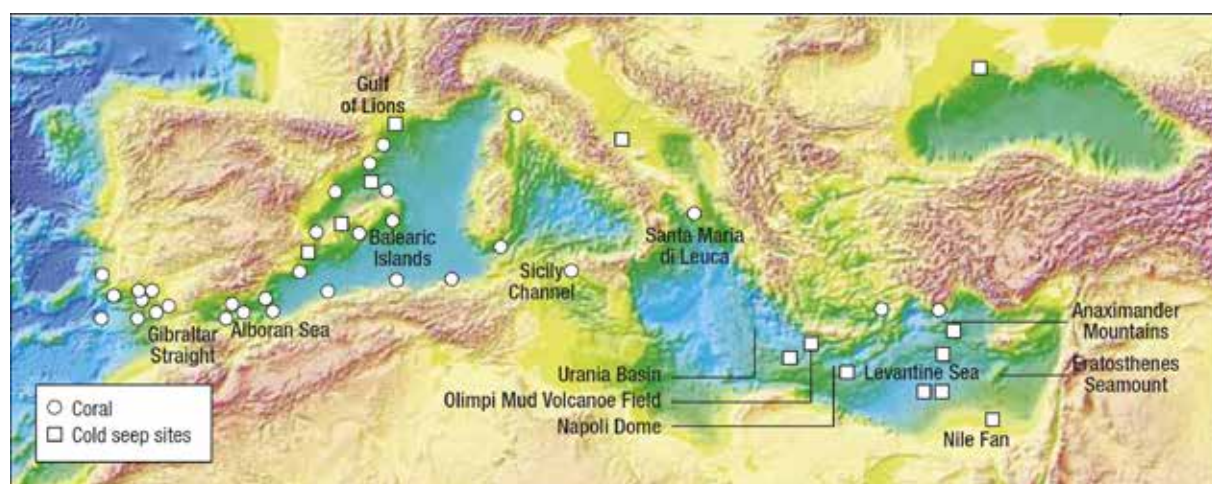 Gulf
of Lions
Balearic
Islands
Santa Maria
di Leuca
Sicily
Channel
Gibraltar
Straight
Alboran Sea
Anaximander
Mountains
Levantine Sea
Eratosthenes
Seamount
Urania Basin
Olimpi Mud Volcanoe Field
Napoli Dome
Nile Fan
Coral
Cold seep sites